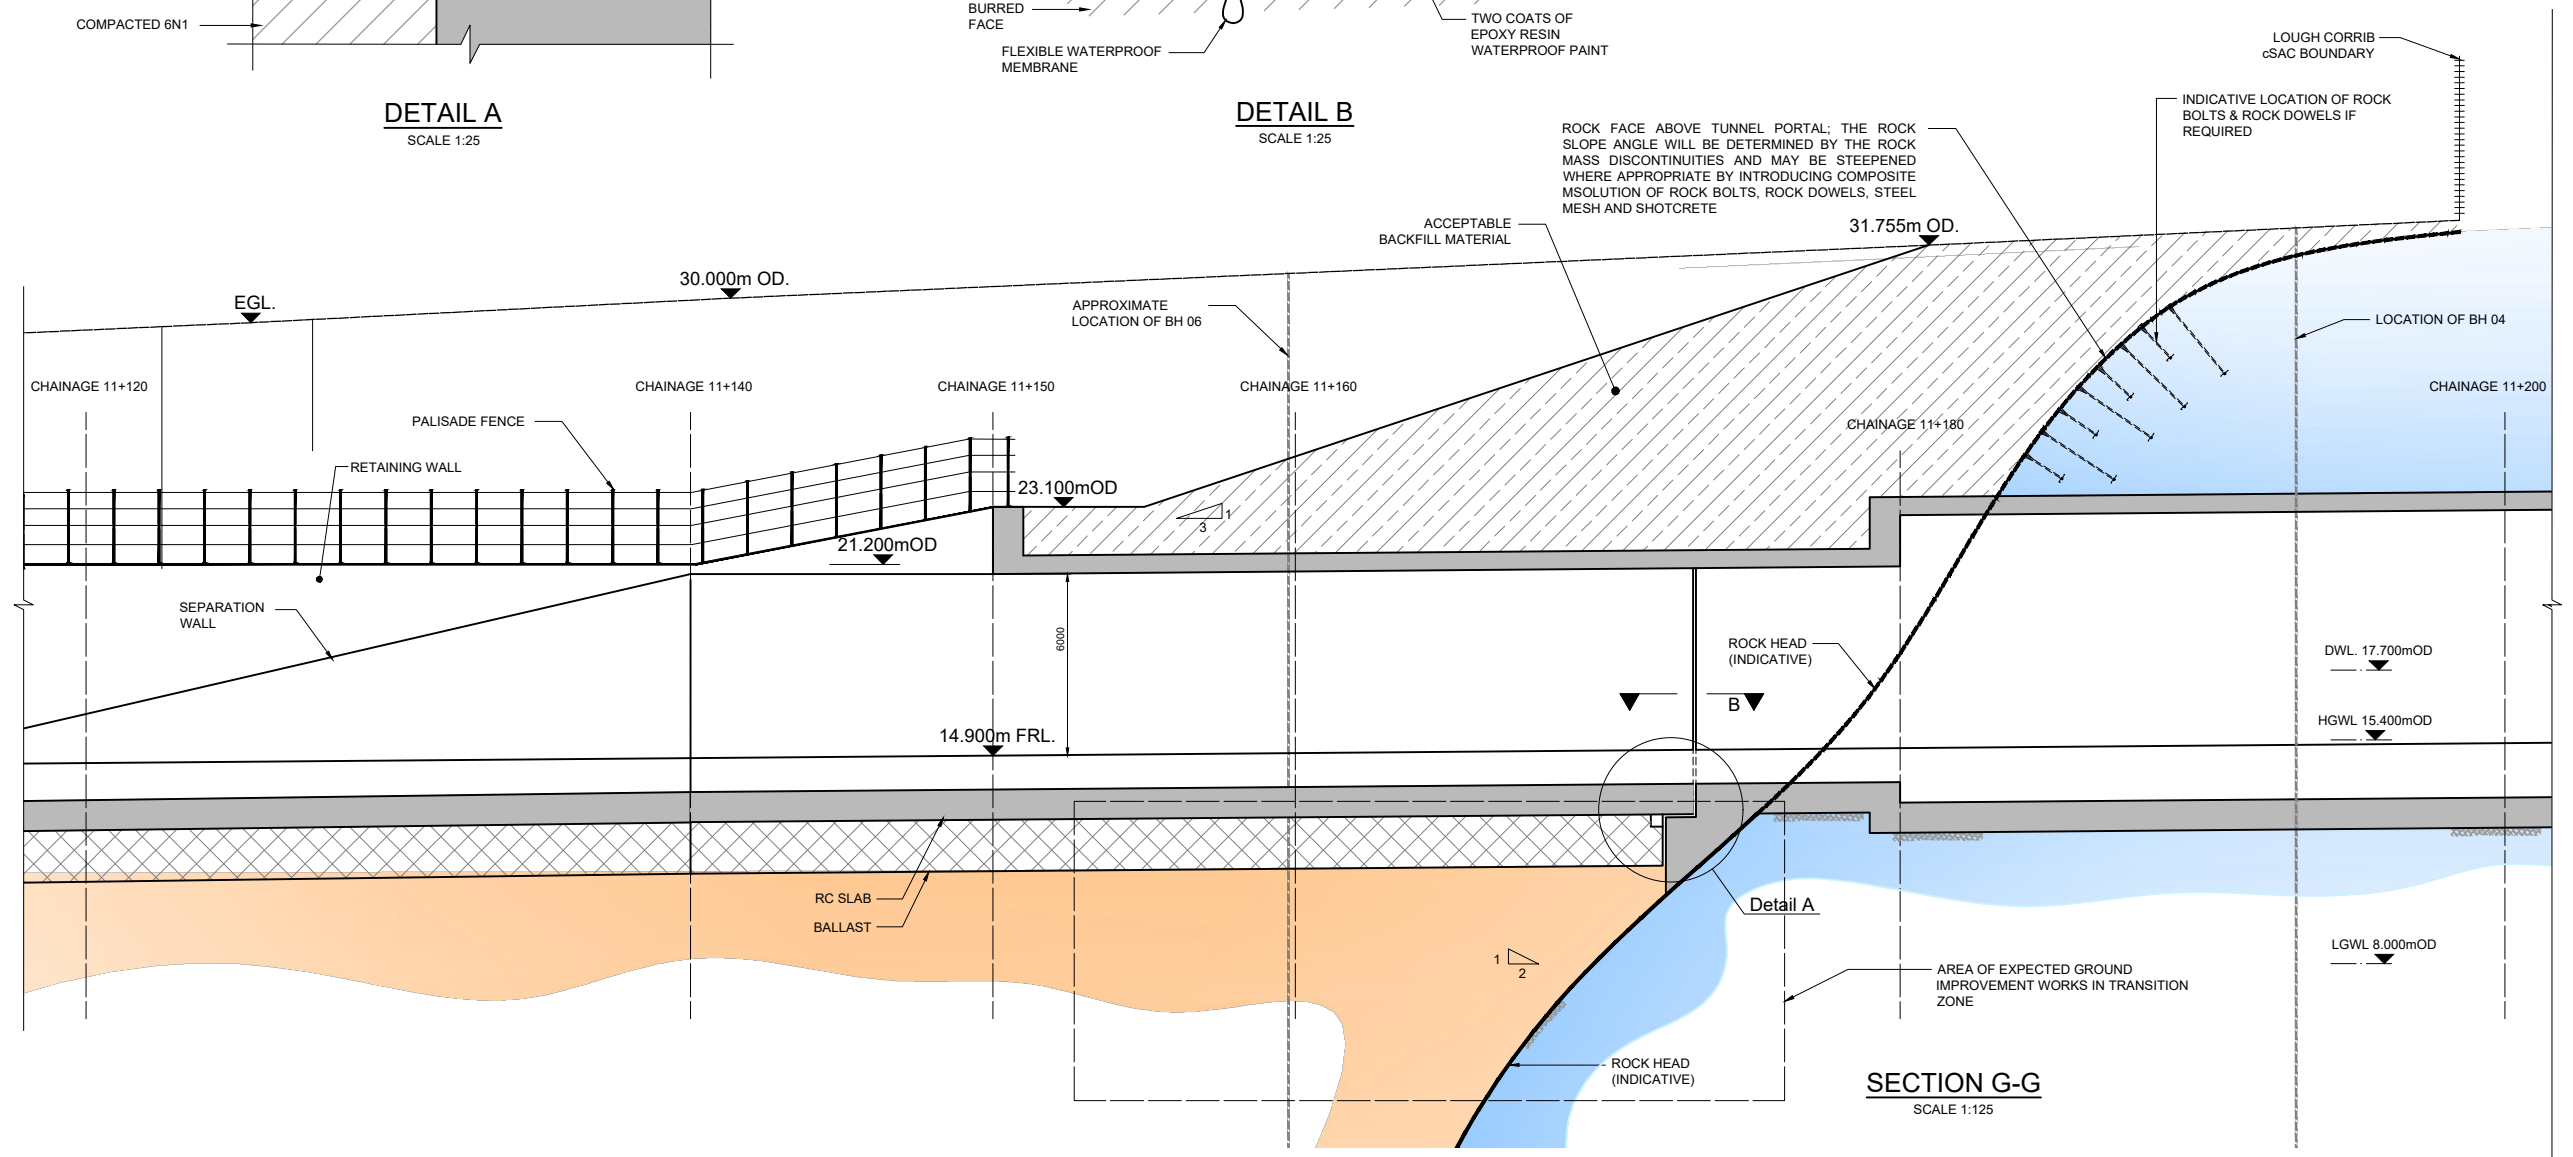 COMPACTED 6N1
DETAIL A
SCALE 1:25
BURRED
FACE
FLEXIBLE WATERPROOF
MEMBRANE
TWO COATS OF
EPOXY RESIN
WATERPROOF PAINT
DETAIL B
SCALE 1:25
LOUGH CORRIB
cSAC BOUNDARY
INDICATIVE LOCATION OF ROCK
BOLTS & ROCK DOWELS IF
REQUIRED
ROCK FACE ABOVE TUNNEL PORTAL; THE ROCK
SLOPE ANGLE WILL BE DETERMINED BY THE ROCK
MASS DISCONTINUITIES AND MAY BE STEEPENED
WHERE APPROPRIATE BY INTRODUCING COMPOSITE
MSOLUTION OF ROCK BOLTS, ROCK DOWELS, STEEL
MESH AND SHOTCRETE
ACCEPTABLE
BACKFILL MATERIAL
31.755m OD.
30.000m OD.
EGL.
APPROXIMATE
LOCATION OF BH 06
LOCATION OF BH 04
CHAINAGE 11+120
CHAINAGE 11+140
CHAINAGE 11+150
CHAINAGE 11+160
CHAINAGE 11+180
CHAINAGE 11+200
PALISADE FENCE
RETAINING WALL
23.100mOD
1
3
21.200mOD
SEPARATION
WALL
6000
ROCK HEAD
(INDICATIVE)
DWL. 17.700mOD
B
HGWL 15.400mOD
14.900m FRL.
RC SLAB
BALLAST
Detail A
LGWL 8.000mOD
1
2
AREA OF EXPECTED GROUND
IMPROVEMENT WORKS IN TRANSITION
ZONE
ROCK HEAD
(INDICATIVE)
SECTION G-G
SCALE 1:125